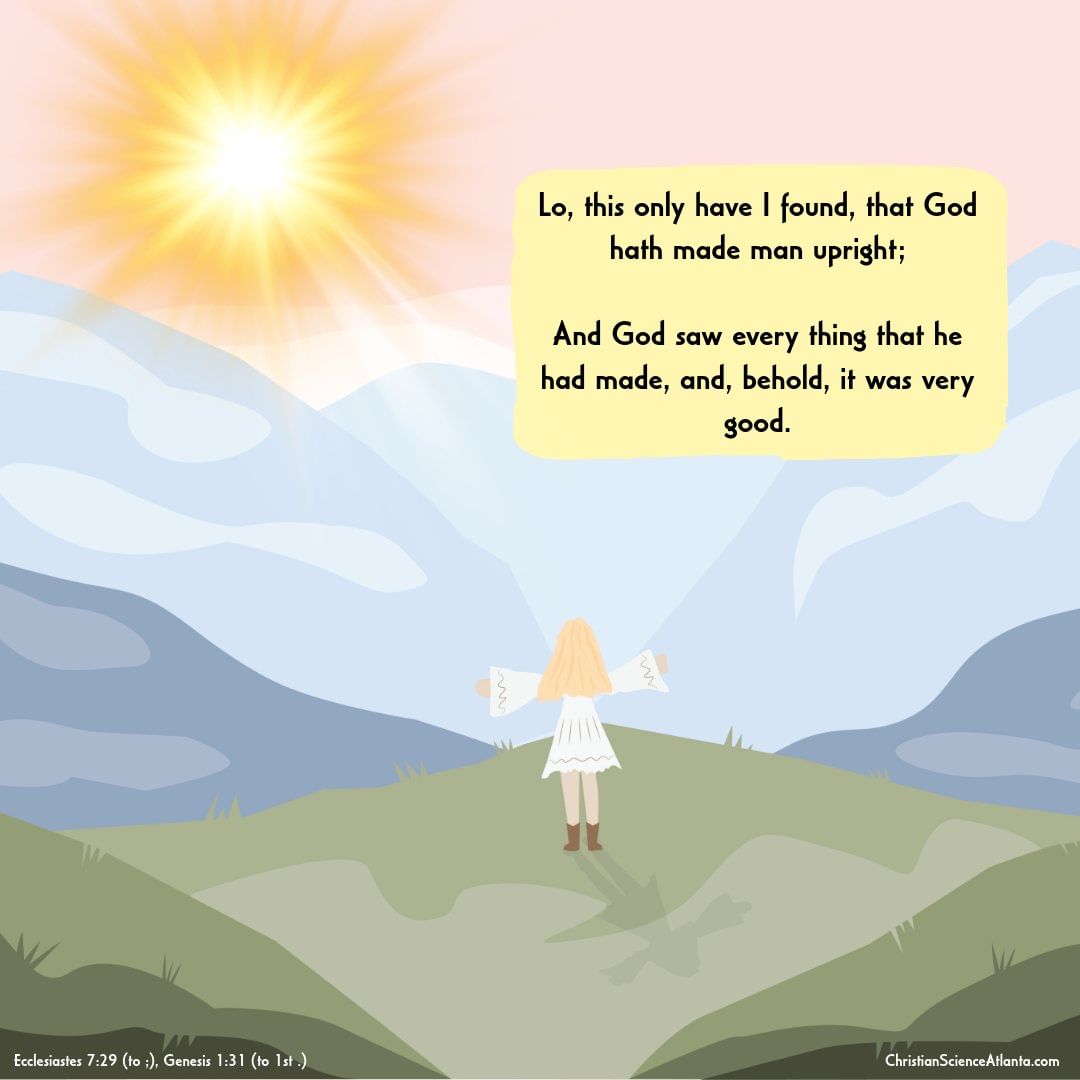 Lo, this only have I found, that God
hath made man upright;
And God saw every thing that he
had made, and, behold, it was very
good.
Ecclesiastes 7:29 (to ;), Genesis 1:31 (to 1st .)
ChristianScienceAtlanta.com